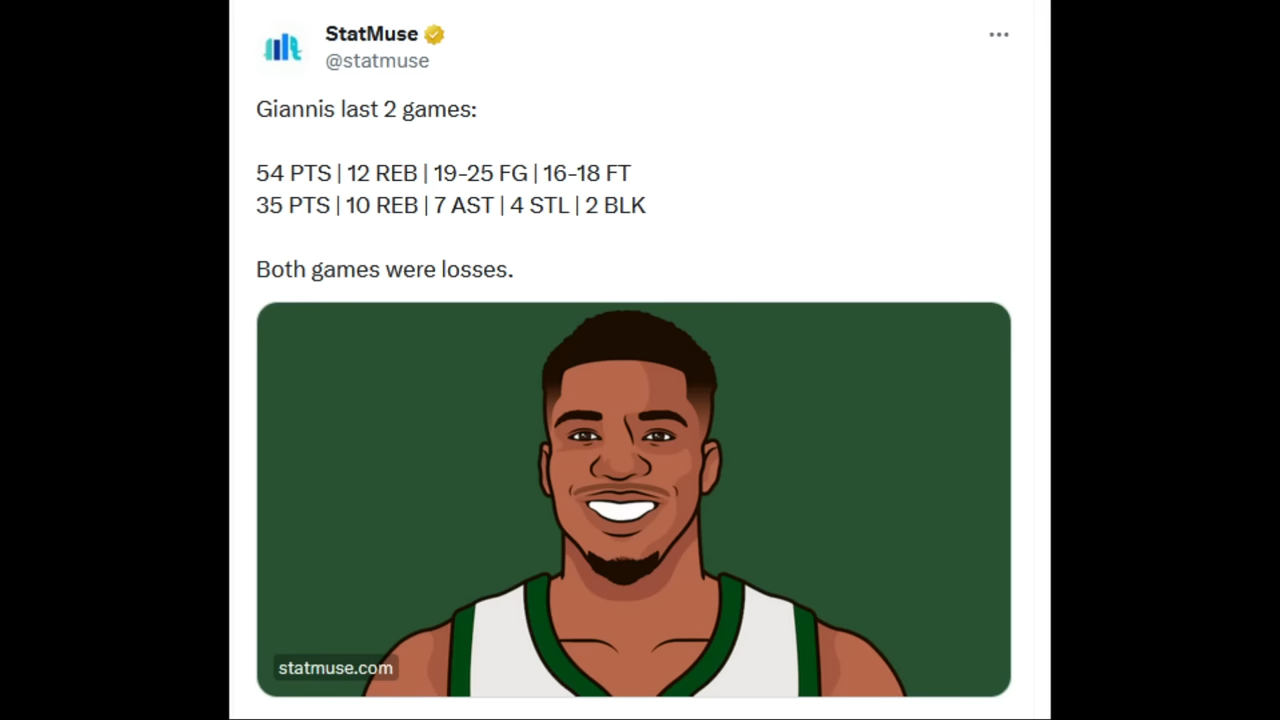 StatMuse
@statmuse
Giannis last 2 games:
54 PTS | 12 REB | 19-25 FG | 16-18 FT
35 PTS | 10 REB | 7 AST | 4 STL | 2 BLK
Both games were losses.
statmuse.com